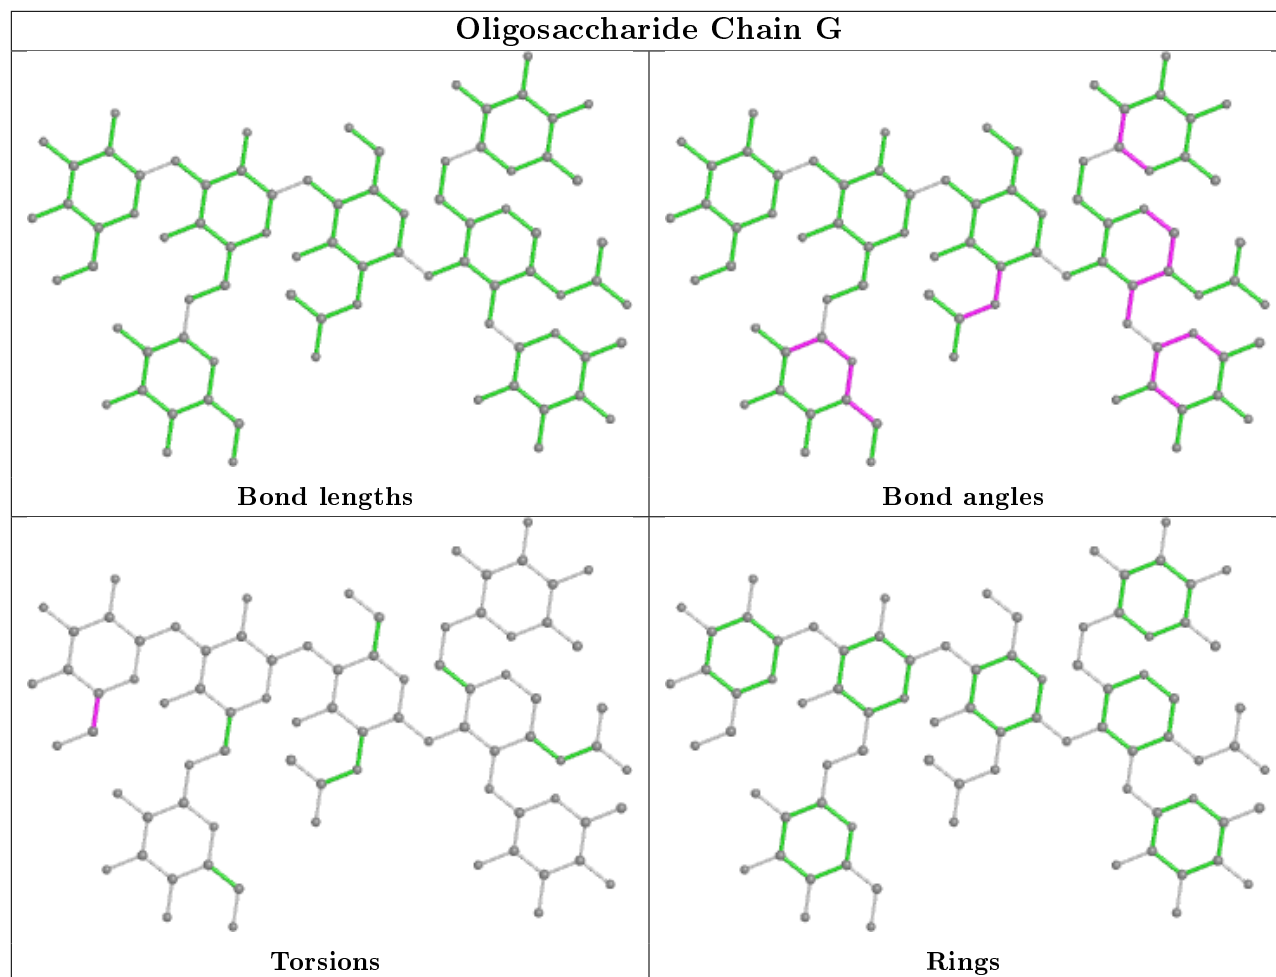 Oligosaccharide Chain G
Bond lengths
Bond angles
Torsions
Rings